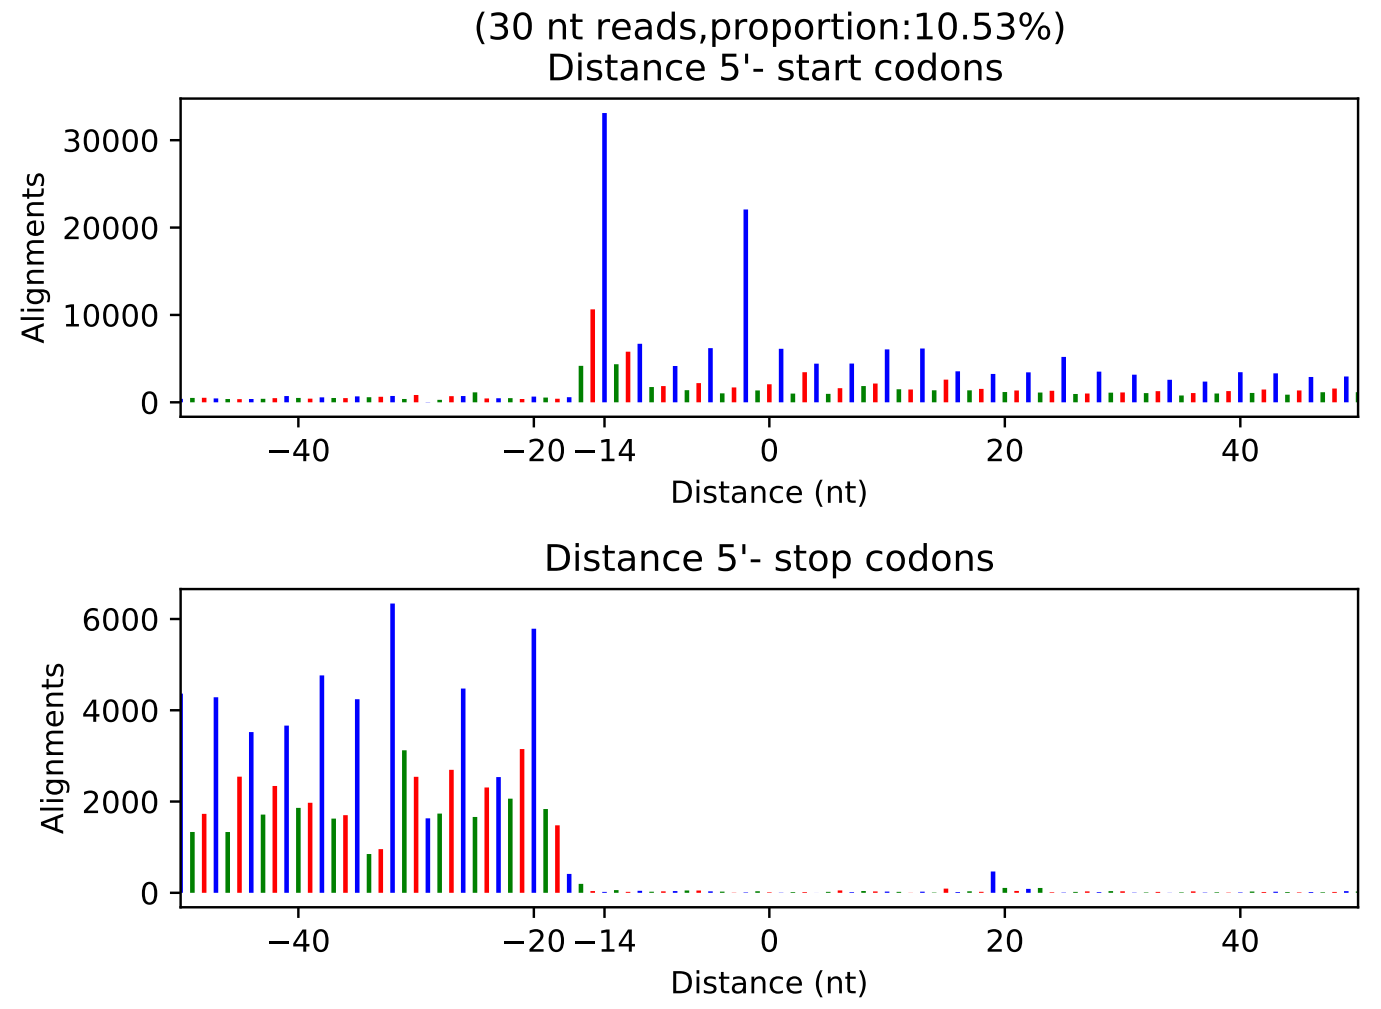 (30 nt reads,proportion:10.53%)
Distance 5'- start codons
Alignments
30000
20000
10000
0
−40 −20 −14 0 20 40
Distance (nt)
Distance 5'- stop codons
Alignments
6000
4000
2000
0
−40 −20 −14 0 20 40
Distance (nt)